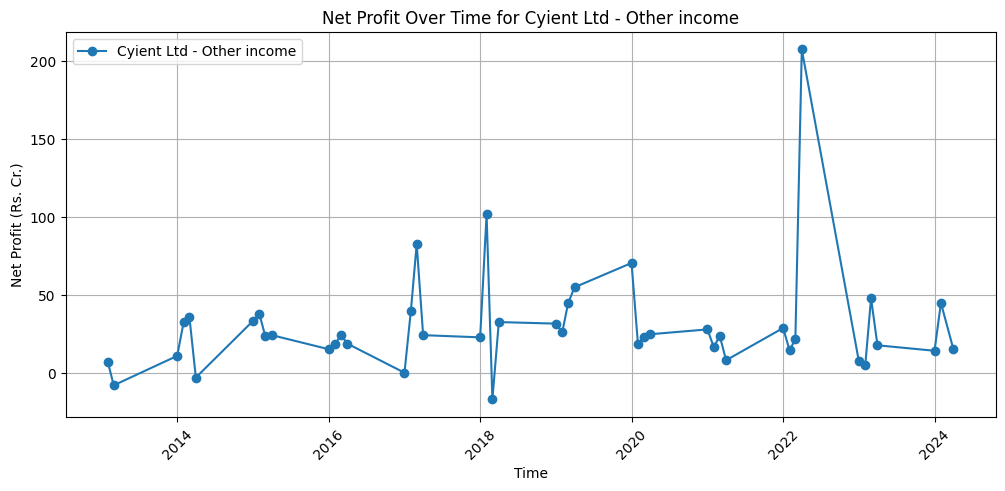 Net Profit Over Time for Cyient Ltd - Other income
Cyient Ltd - Other income
Net Profit (Rs. Cr.)
200
150
100
50
0
2014
2016
2018
2020
2022
2024
Time